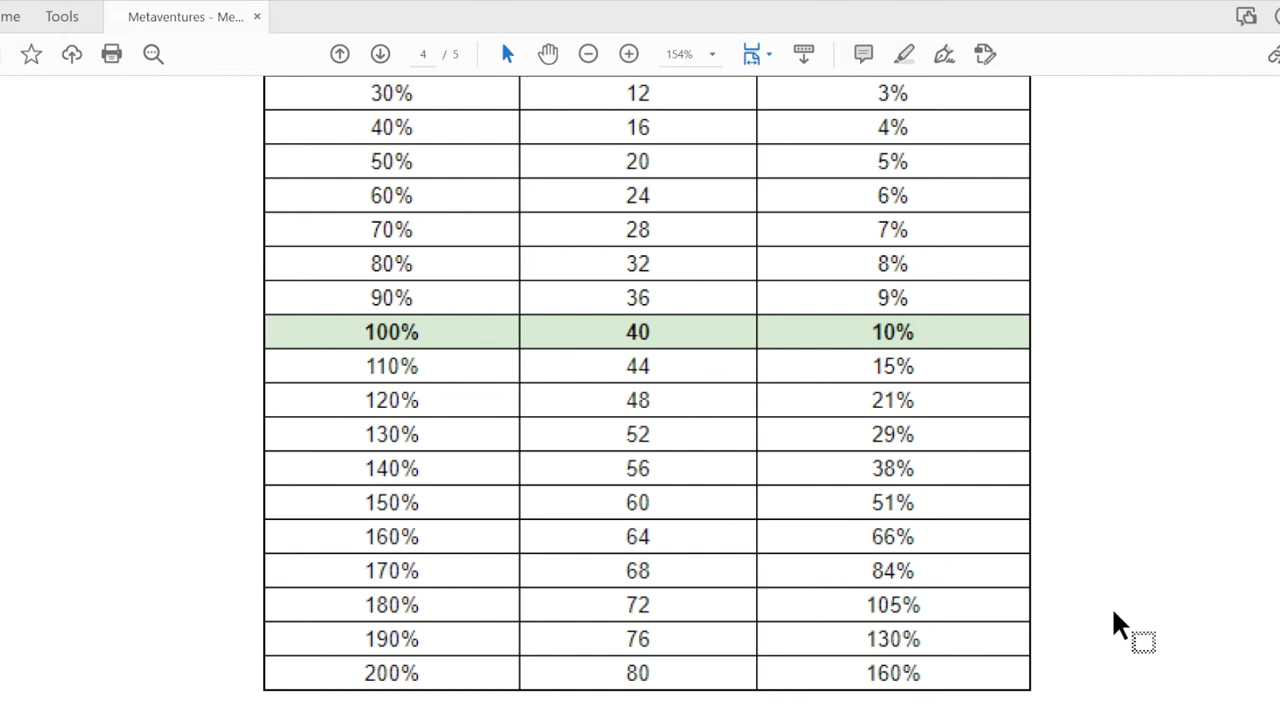 me Tools Metaventures - Me... ×
4 / 5 154%
30% 12 3%
40% 16 4%
50% 20 5%
60% 24 6%
70% 28 7%
80% 32 8%
90% 36 9%
100% 40 10%
110% 44 15%
120% 48 21%
130% 52 29%
140% 56 38%
150% 60 51%
160% 64 66%
170% 68 84%
180% 72 105%
190% 76 130%
200% 80 160%